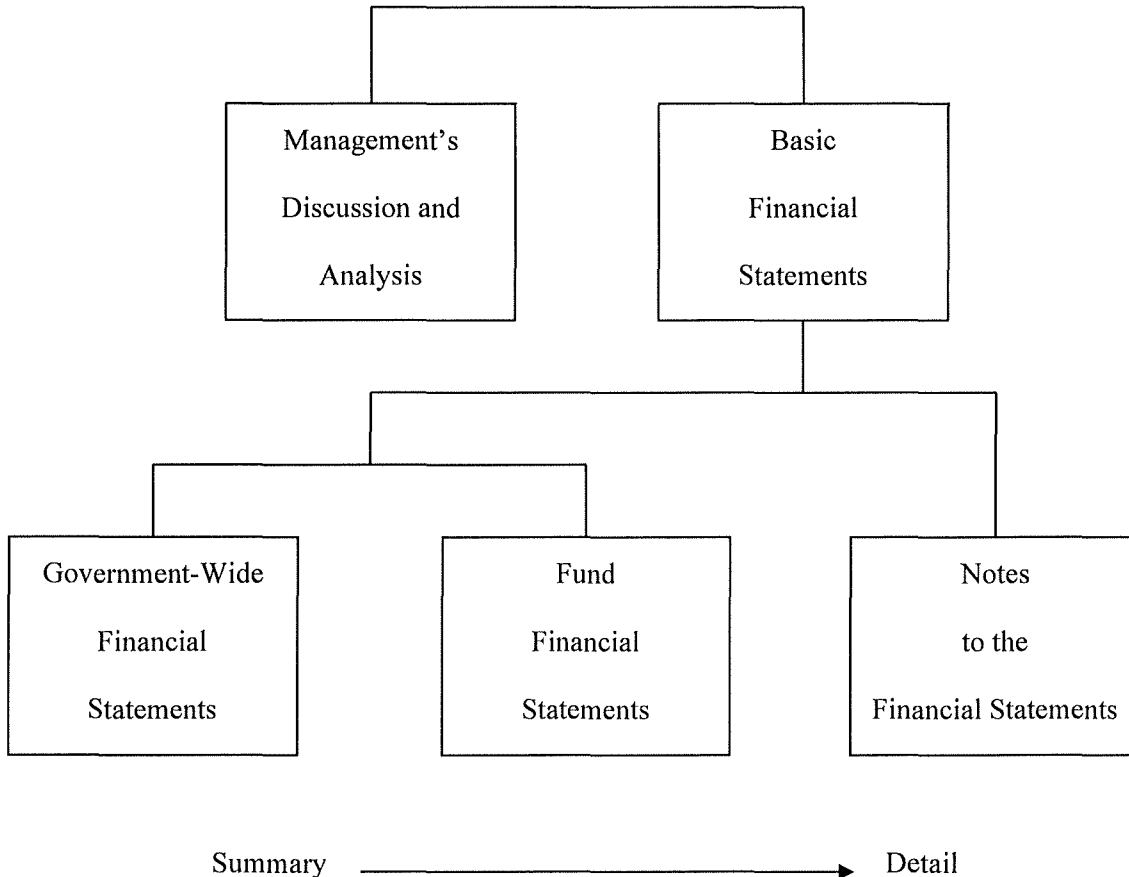 Management's
Discussion and
Analysis
Basic
Financial
Statements
Government-Wide
Financial
Statements
Fund
Financial
Statements
Notes
to the
Financial Statements
Summary
Detail